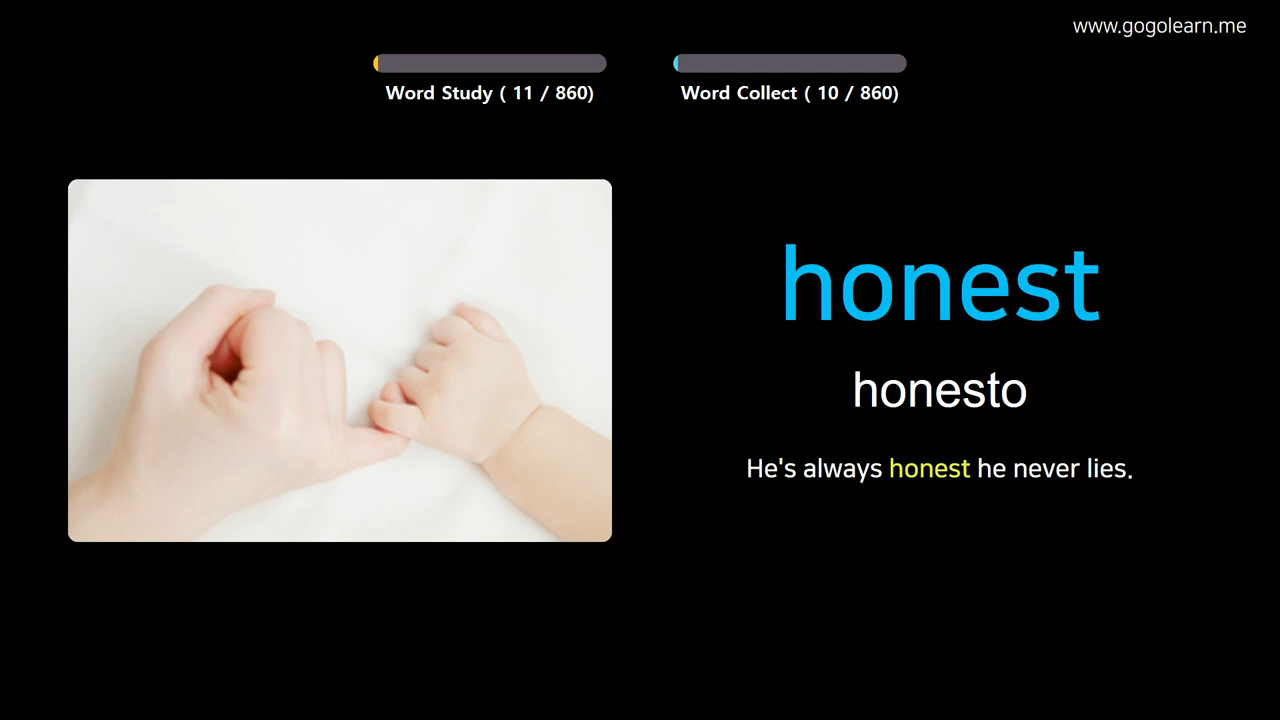 www.gogolearn.me
Word Study ( 11 / 860)
Word Collect ( 10 / 860)
honest
honesto
He's always honest he never lies.